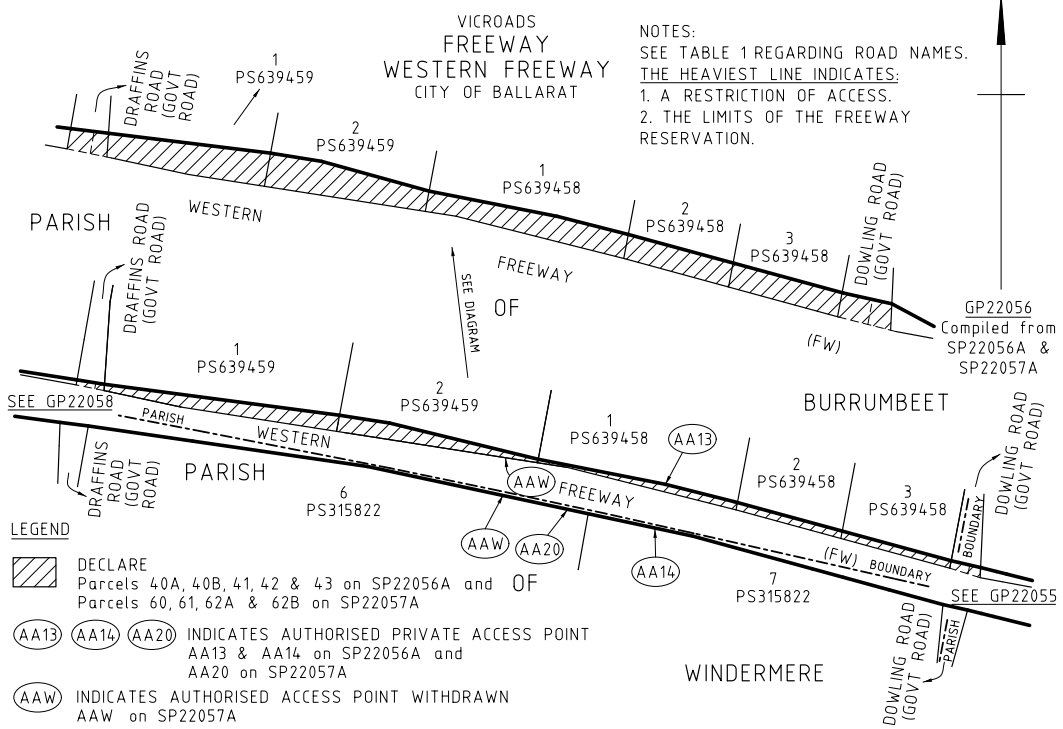 VICROADS
FREEWAY
WESTERN FREEWAY
CITY OF BALLARAT
NOTES:
SEE TABLE 1 REGARDING ROAD NAMES.
THE HEAVIEST LINE INDICATES:
1. A RESTRICTION OF ACCESS.
2. THE LIMITS OF THE FREEWAY
RESERVATION.
DRAFFINS
ROAD
(GOVT
ROAD)
1
PS639459
2
PS639459
1
PS639458
2
PS639458
3
PS639458
DOWLING ROAD
(GOVT ROAD)
PARISH
WESTERN
FREEWAY
(FW)
DRAFFINS ROAD
(GOVT ROAD)
SEE DIAGRAM
OF
GP22056
Compiled from
SP22056A &
SP22057A
1
PS639459
2
PS639459
1
PS639458
AA13
2
PS639458
3
PS639458
BURRUMBEET
DOWLING ROAD
(GOVT ROAD)
SEE GP22058
PARISH
WESTERN
AAW
FREEWAY
(FW)
BOUNDARY
BOUNDARY
SEE GP22055
DRAFFINS
ROAD
(GOVT
ROAD)
PARISH
6
PS315822
AAW
AA20
AA14
7
PS315822
OF
DOWLING ROAD
(GOVT ROAD)
PARISH
WINDERMERE
LEGEND
DECLARE
Parcels 40A, 40B, 41, 42 & 43 on SP22056A and
Parcels 60, 61, 62A & 62B on SP22057A
AA13 AA14 AA20 INDICATES AUTHORISED PRIVATE ACCESS POINT
AA13 & AA14 on SP22056A and
AA20 on SP22057A
AAW INDICATES AUTHORISED ACCESS POINT WITHDRAWN
AAW on SP22057A